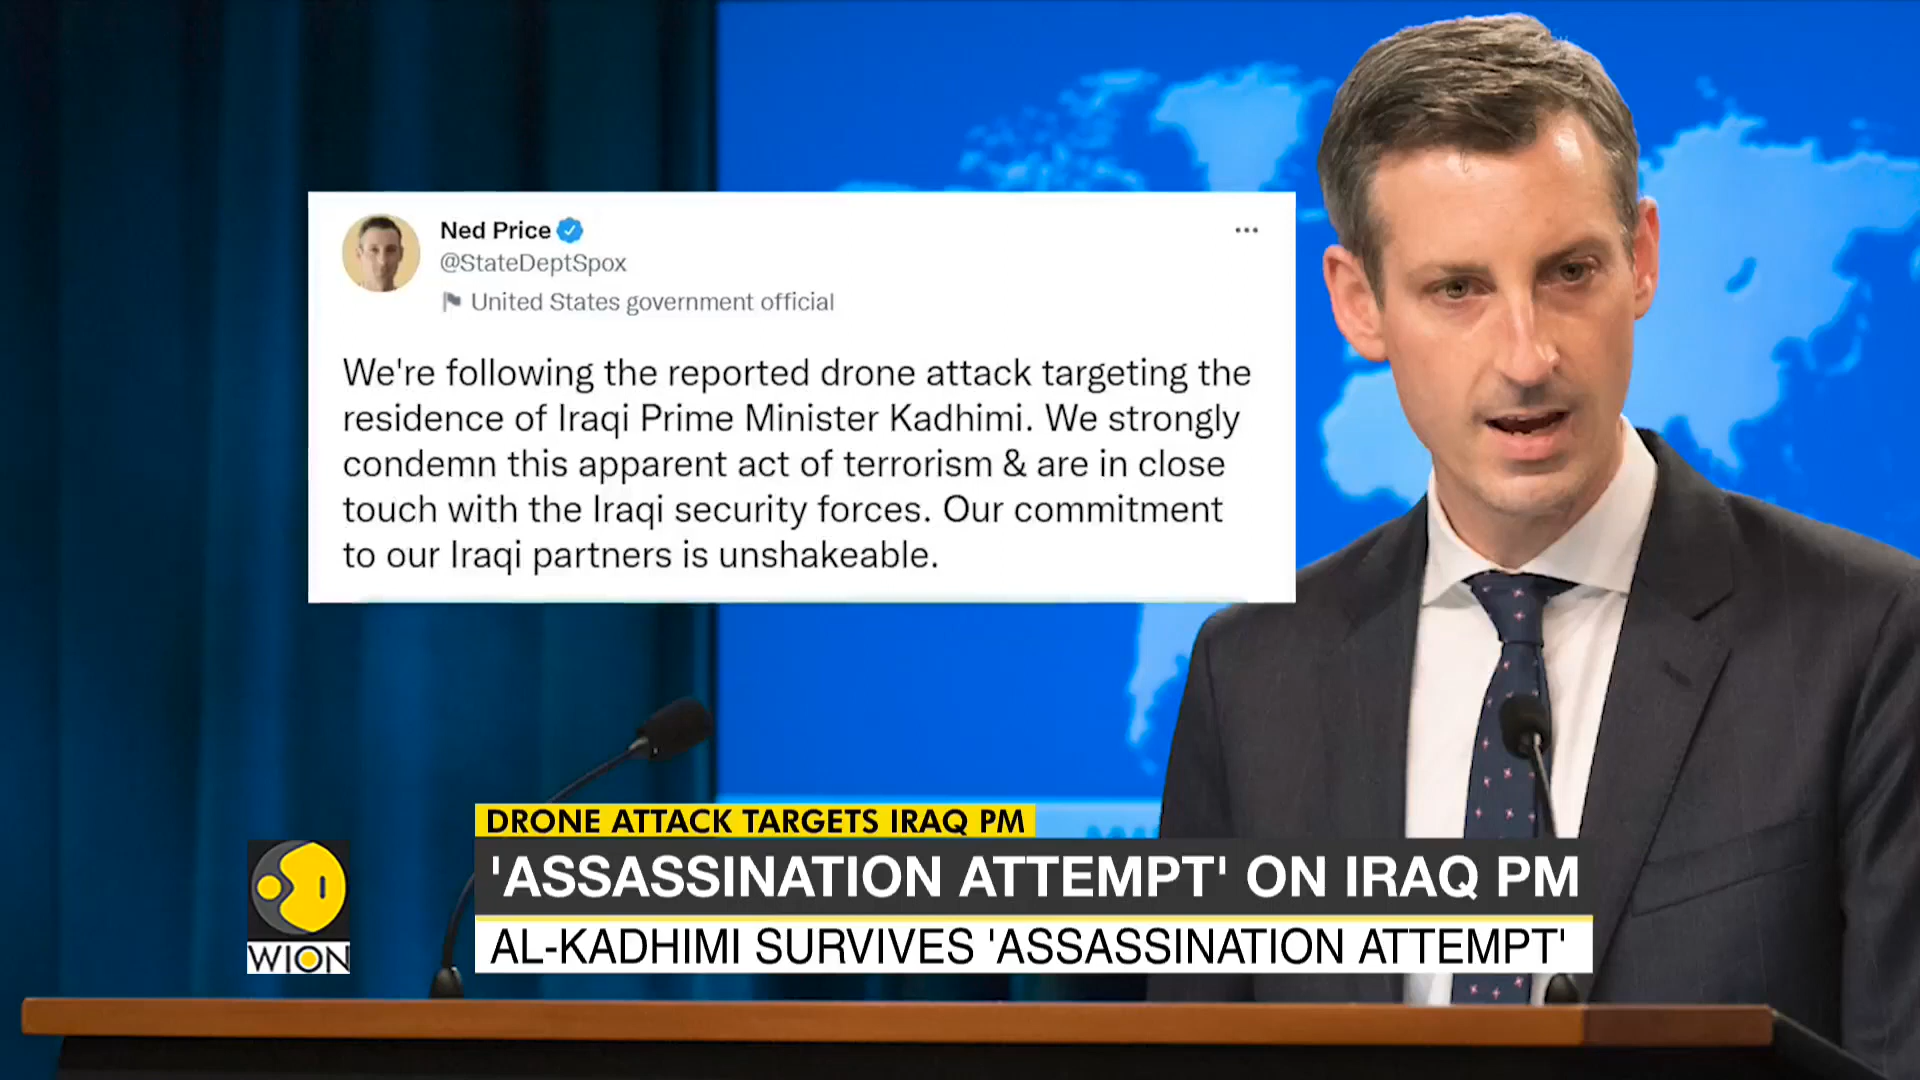 Ned Price
@StateDeptSpox
United States government official
We're following the reported drone attack targeting the
residence of Iraqi Prime Minister Kadhimi. We strongly
condemn this apparent act of terrorism & are in close
touch with the Iraqi security forces. Our commitment
to our Iraqi partners is unshakeable.
DRONE ATTACK TARGETS IRAQ PM
'ASSASSINATION ATTEMPT' ON IRAQ PM
AL-KADHIMI SURVIVES 'ASSASSINATION ATTEMPT'
WION